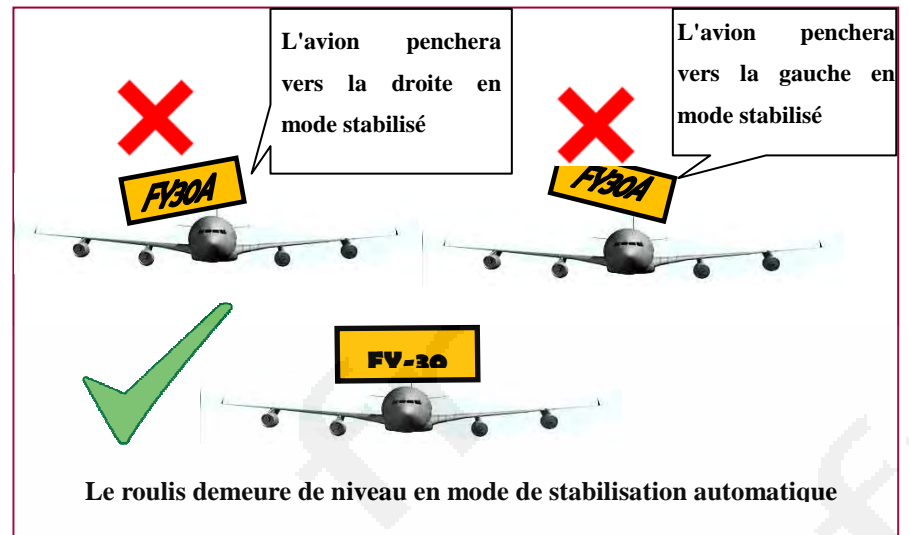 L'avion penchera
vers la droite en
mode stabilisé
L'avion penchera
vers la gauche en
mode stabilisé
FY30A
FY30A
FY-30
Le roulis demeure de niveau en mode de stabilisation automatique